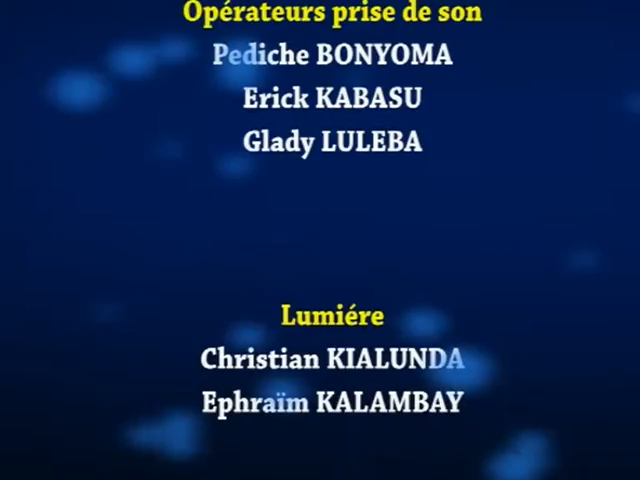 Opérateurs prise de son
Pediche BONYOMA
Erick KABASU
Glady LULEBA
Lumiére
Christian KIALUNDA
Ephraïm KALAMBAY